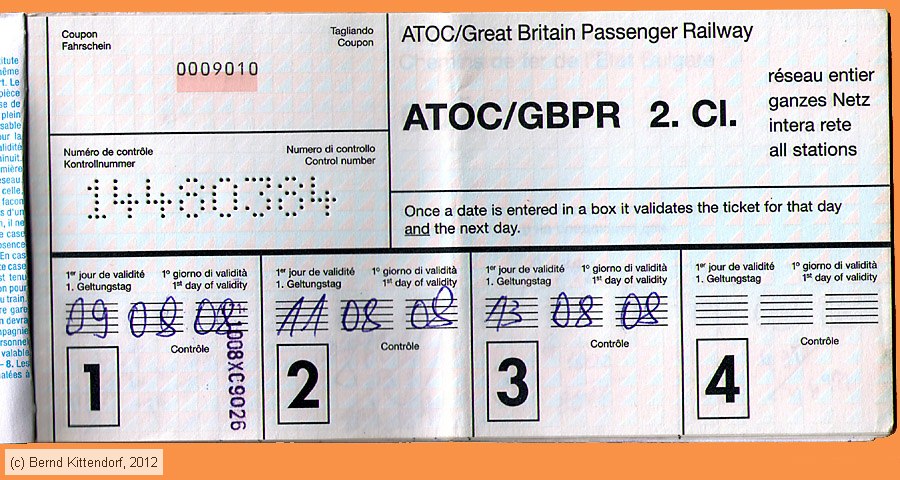 Coupon
Fahrschein
Tagliando
Coupon
0009010
ATOC/Great Britain Passenger Railway
ATOC/GBPR 2. Cl.
réseau entier
ganzes Netz
intera rete
all stations
Numéro de contrôle
Kontrollnummer
Numero di controllo
Control number
14480384
Once a date is entered in a box it validates the ticket for that day
and the next day.
1er jour de validité
1. Geltungstag
1° giorno di validità
1st day of validity
09 08 08
Contrôle
1
1008XC9026
1er jour de validité
1. Geltungstag
1° giorno di validità
1st day of validity
11 08 08
Contrôle
2
1er jour de validité
1. Geltungstag
1° giorno di validità
1st day of validity
13 08 08
Contrôle
3
1er jour de validité
1. Geltungstag
1° giorno di validità
1st day of validity
Contrôle
4
(c) Bernd Kittendorf, 2012